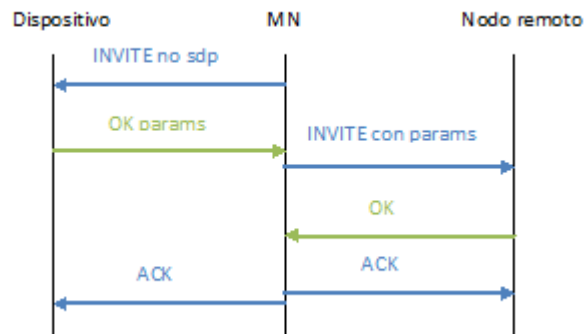 Dispositivo MN Nodo remoto
INVITE no sdp
OK params
INVITE con params
OK
ACK
ACK